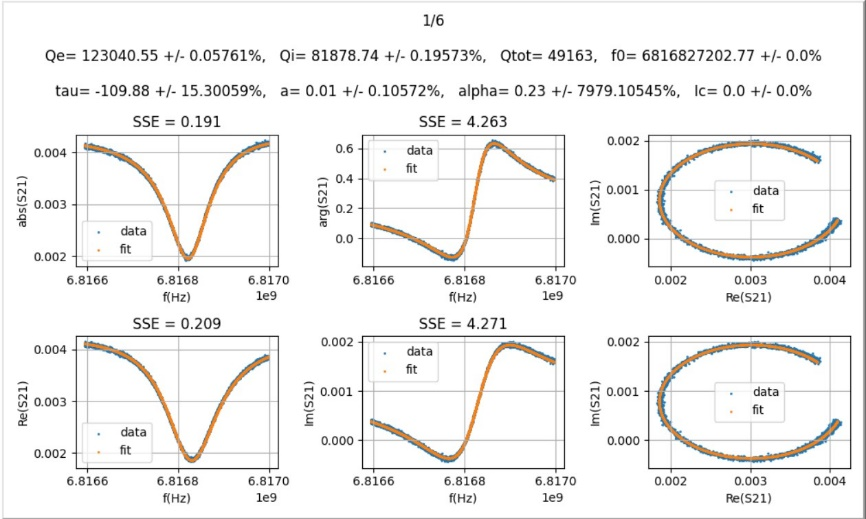 1/6
Qe= 123040.55 +/- 0.05761%, Qi= 81878.74 +/- 0.19573%, Qtot= 49163, f0= 6816827202.77 +/- 0.0%
tau= -109.88 +/- 15.30059%, a= 0.01 +/- 0.10572%, alpha= 0.23 +/- 7979.10545%, lc= 0.0 +/- 0.0%
SSE = 0.191
abs(S21)
0.004
0.003
0.002
data
fit
6.8166
6.8168
6.8170
f(Hz)
1e9
SSE = 4.263
arg(S21)
0.6
0.4
0.2
0.0
data
fit
6.8166
6.8168
6.8170
f(Hz)
1e9
Im(S21)
0.002
0.001
0.000
data
fit
0.002
0.003
0.004
Re(S21)
SSE = 0.209
Re(S21)
0.004
0.003
0.002
data
fit
6.8166
6.8168
6.8170
f(Hz)
1e9
SSE = 4.271
Im(S21)
0.002
0.001
0.000
data
fit
6.8166
6.8168
6.8170
f(Hz)
1e9
Im(S21)
0.002
0.001
0.000
data
fit
0.002
0.003
0.004
Re(S21)